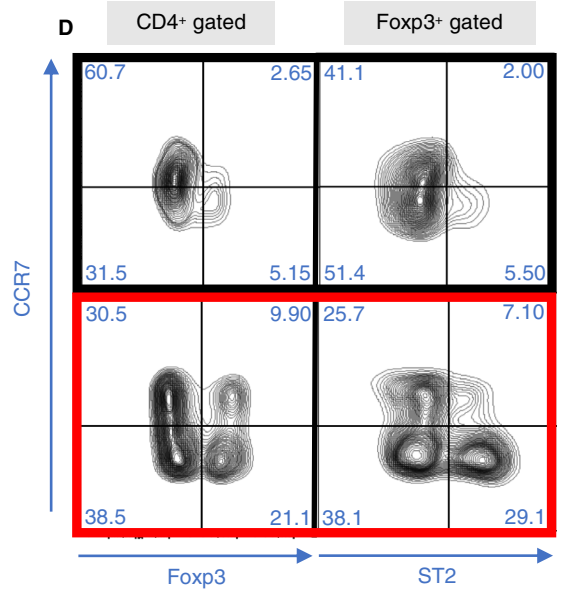 D
CD4⁺ gated
Foxp3⁺ gated
60.7 2.65 41.1 2.00
31.5 5.15 51.4 5.50
CCR7
30.5 9.90 25.7 7.10
38.5 21.1 38.1 29.1
Foxp3
ST2